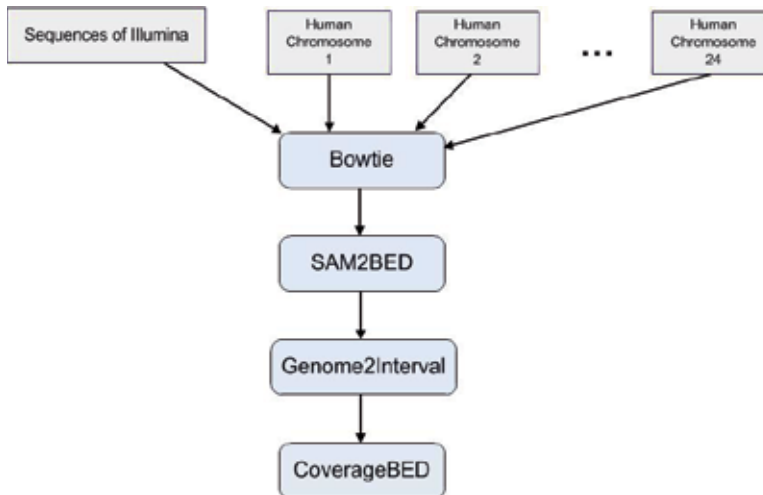 Sequences of Illumina
Human
Chromosome
1
Human
Chromosome
2
...
Human
Chromosome
24
Bowtie
SAM2BED
Genome2Interval
CoverageBED